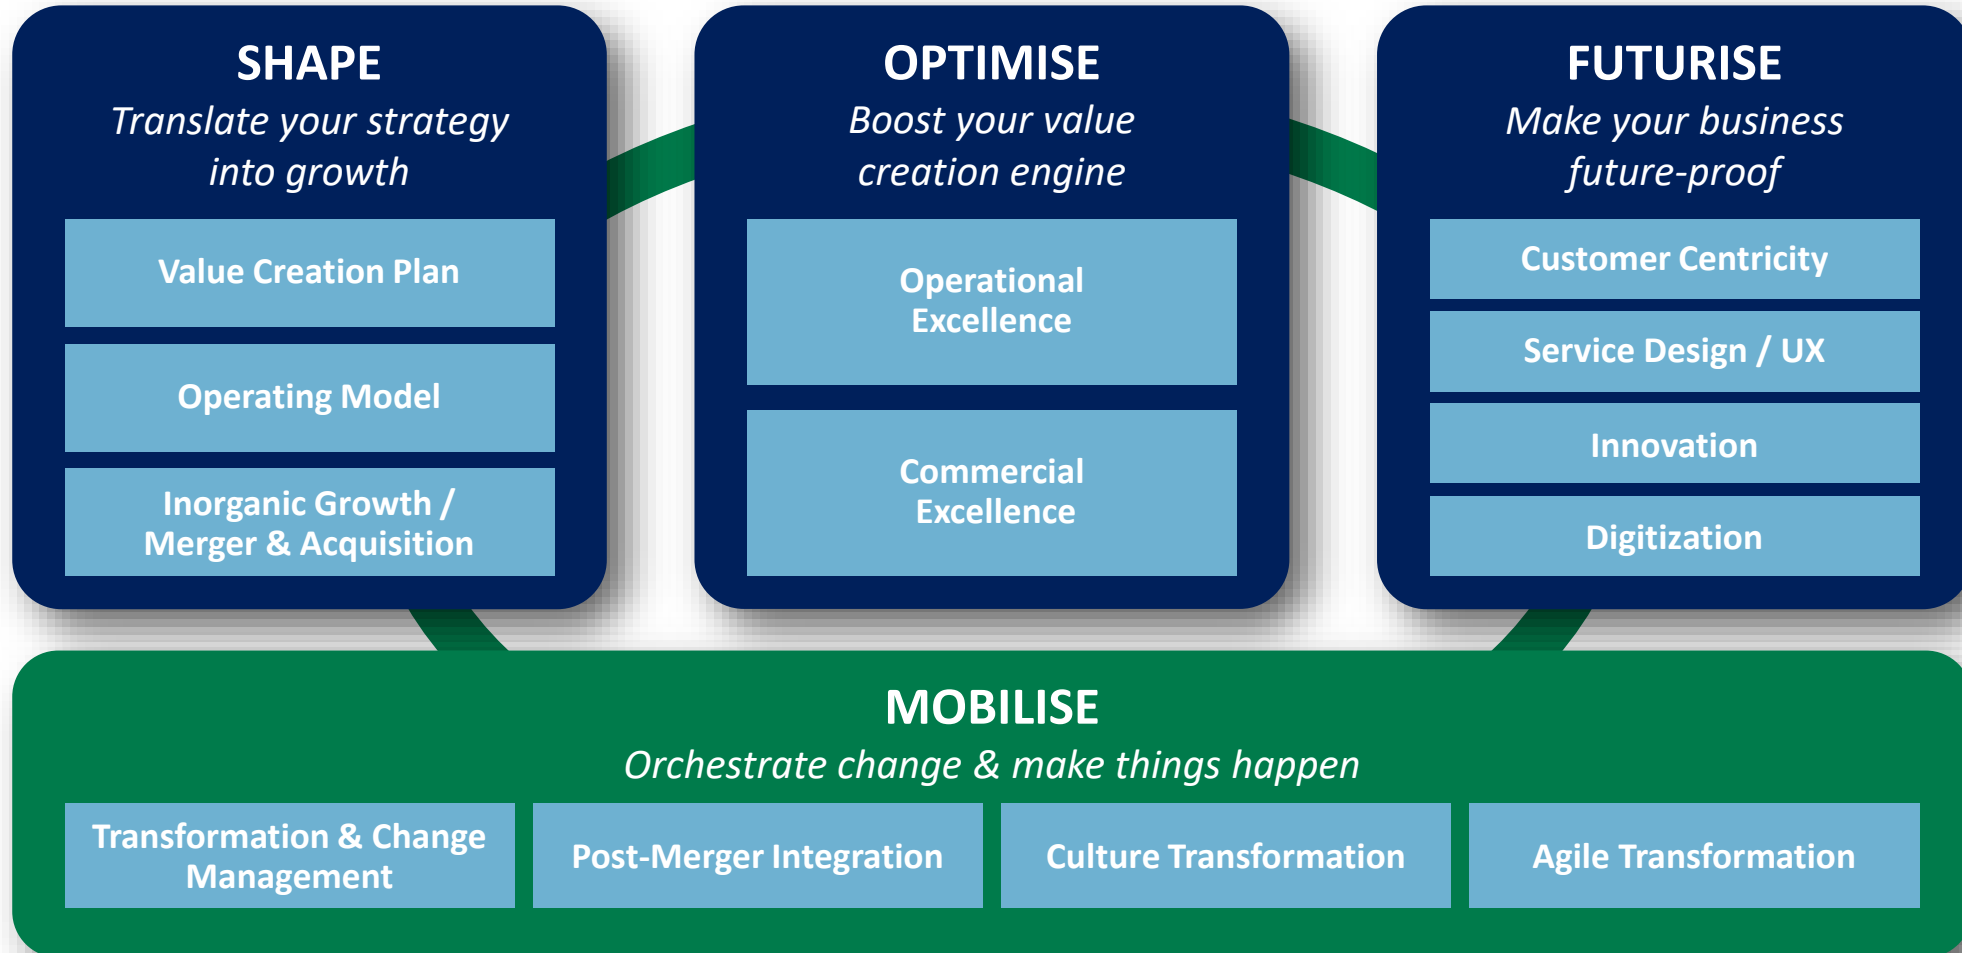 SHAPE
Translate your strategy
into growth
Value Creation Plan
Operating Model
Inorganic Growth /
Merger & Acquisition
OPTIMISE
Boost your value
creation engine
Operational
Excellence
Commercial
Excellence
FUTURISE
Make your business
future-proof
Customer Centricity
Service Design / UX
Innovation
Digitization
MOBILISE
Orchestrate change & make things happen
Transformation & Change
Management
Post-Merger Integration
Culture Transformation
Agile Transformation